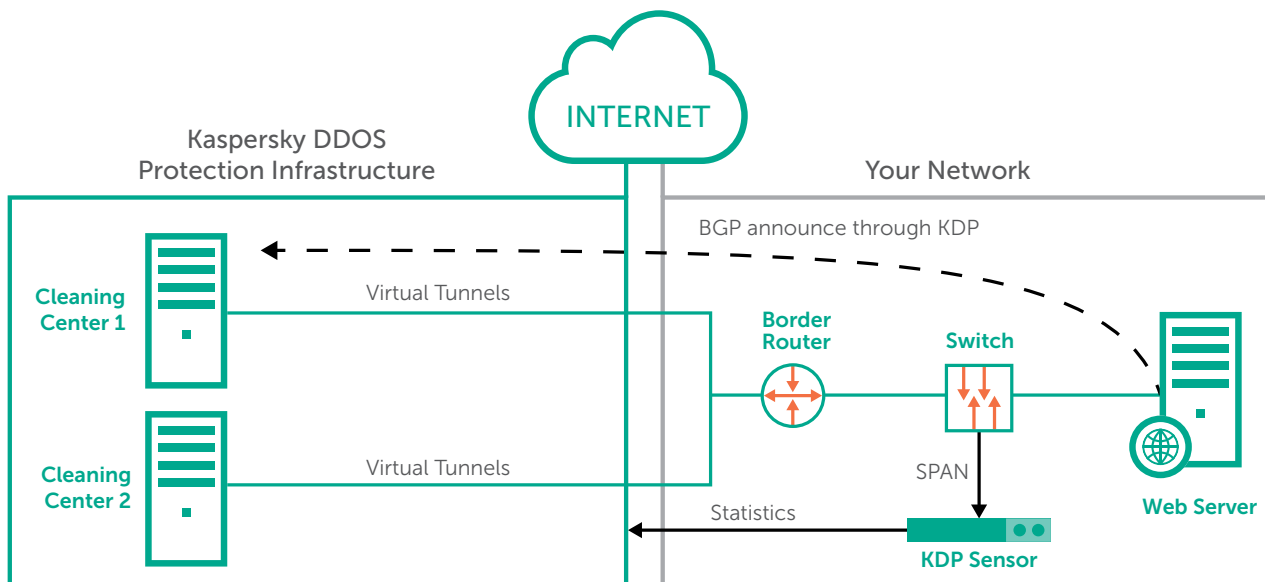 INTERNET
Kaspersky DDOS
Protection Infrastructure
Your Network
BGP announce through KDP
Cleaning
Center 1
Virtual Tunnels
Border
Router
Switch
Cleaning
Center 2
Virtual Tunnels
SPAN
Web Server
Statistics
KDP Sensor